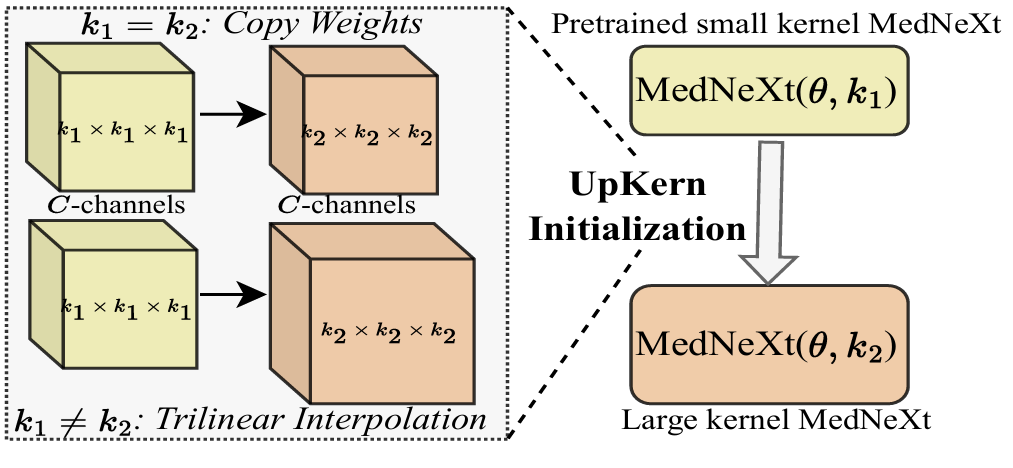 k₁ = k₂: Copy Weights
k₁ × k₁ × k₁
k₂ × k₂ × k₂
C-channels
C-channels
k₁ × k₁ × k₁
k₂ × k₂ × k₂
k₁ ≠ k₂: Trilinear Interpolation
UpKern
Initialization
Pretrained small kernel MedNeXt
MedNeXt(θ, k₁)
MedNeXt(θ, k₂)
Large kernel MedNeXt